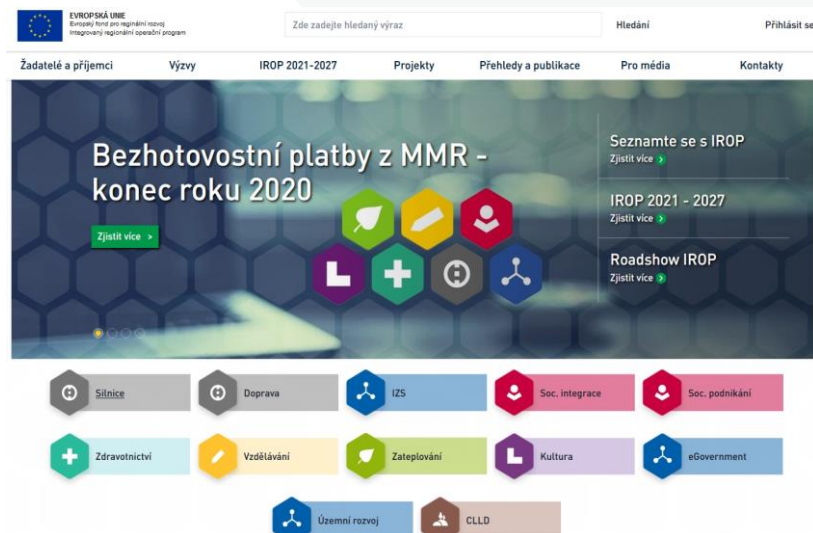 EVROPSKÁ UNIE
Evropský fond pro reginální rozvoj
Integrovaný regionální operační program
Zde zadejte hledaný výraz
Hledání
Přihlásit se
Žadatelé a příjemci
Výzvy
IROP 2021-2027
Projekty
Přehledy a publikace
Pro média
Kontakty
Bezhotovostní platby z MMR -
konec roku 2020
Zjistit více >
Seznamte se s IROP
Zjistit více >
IROP 2021 - 2027
Zjistit více >
Roadshow IROP
Zjistit více >
Silnice
Doprava
IZS
Soc. integrace
Soc. podnikání
Zdravotnictví
Vzdělávání
Zateplování
Kultura
eGovernment
Územní rozvoj
CLLD